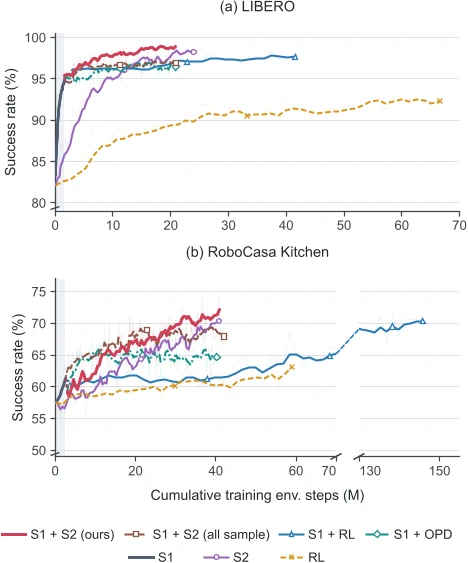 (a) LIBERO
Success rate (%)
100
95
90
85
80
0 10 20 30 40 50 60 70
(b) RoboCasa Kitchen
Success rate (%)
75
70
65
60
55
50
0 20 40 60 70 130 150
Cumulative training env. steps (M)
S1 + S2 (ours) S1 + S2 (all sample) S1 + RL S1 + OPD
S1 S2 RL